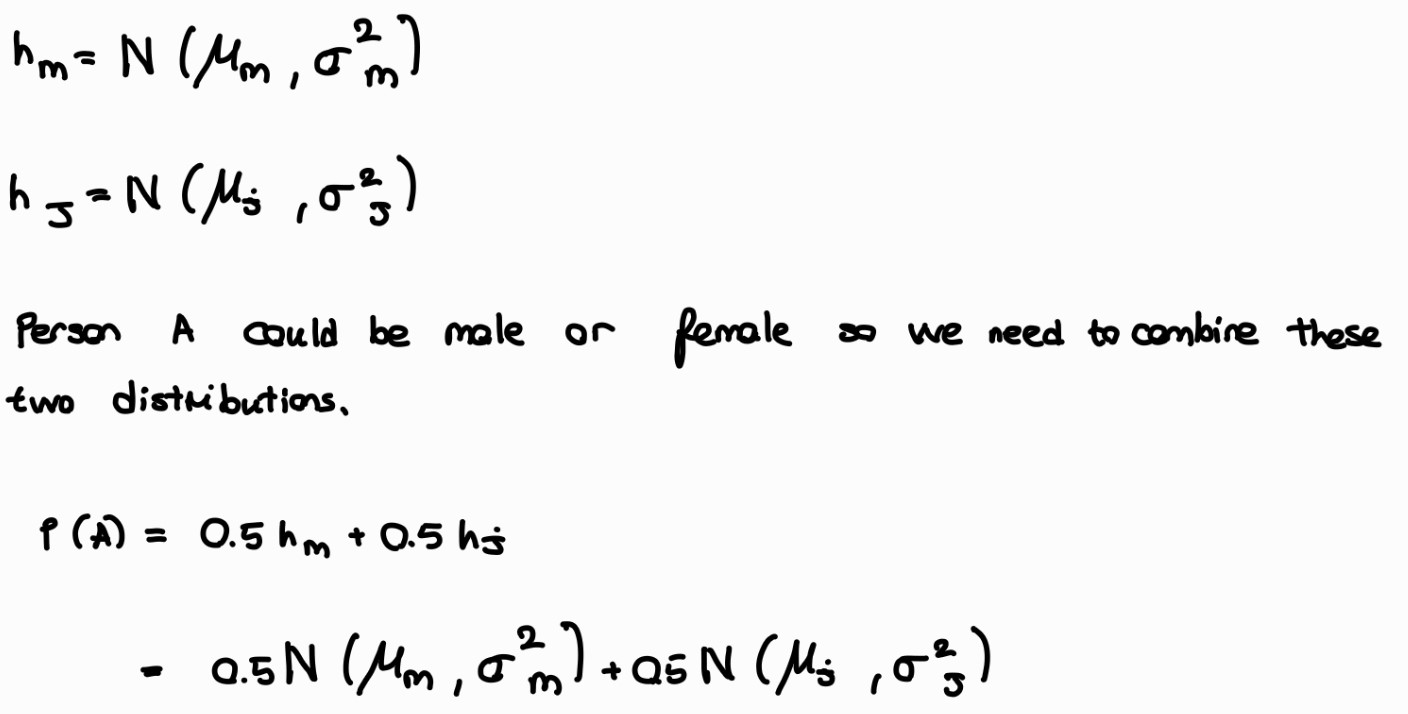 h_m = N (μ_m , σ²_m)
h_J = N (μ_j , σ²_J)
Person A could be male or female so we need to combine these
two distributions.
P(A) = 0.5 h_m + 0.5 h_j
= 0.5 N (μ_m , σ²_m) + 0.5 N (μ_j , σ²_J)